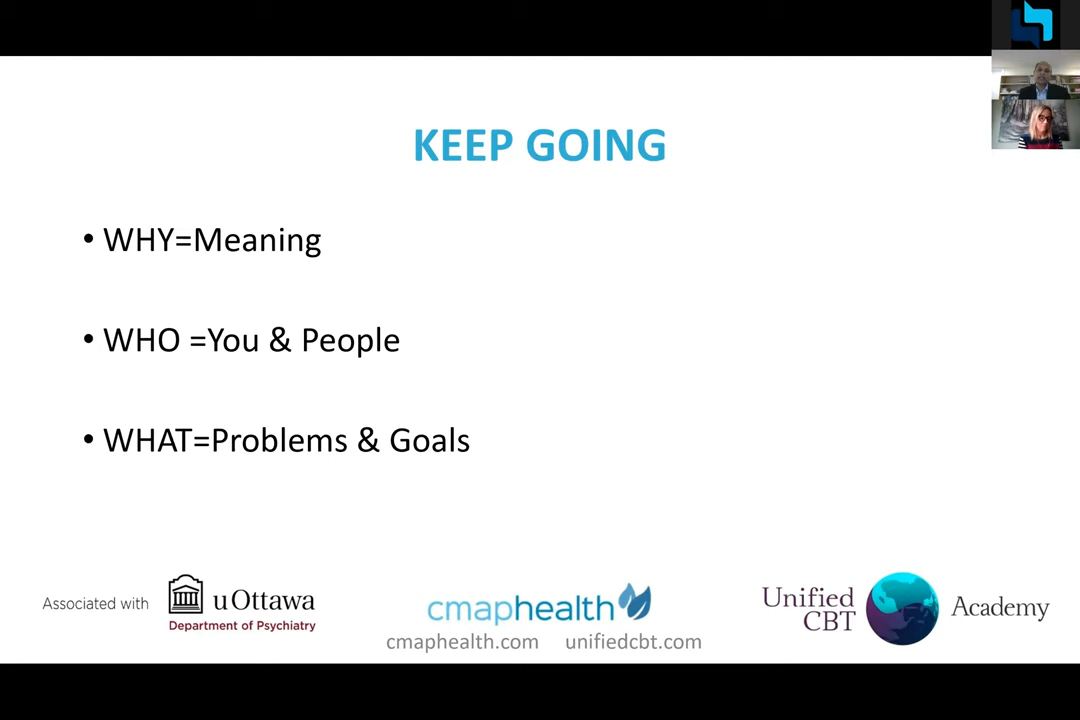 KEEP GOING
• WHY=Meaning
• WHO =You & People
• WHAT=Problems & Goals
Associated with
uOttawa
Department of Psychiatry
cmaphealth
cmaphealth.com unifiedcbt.com
Unified
CBT
Academy